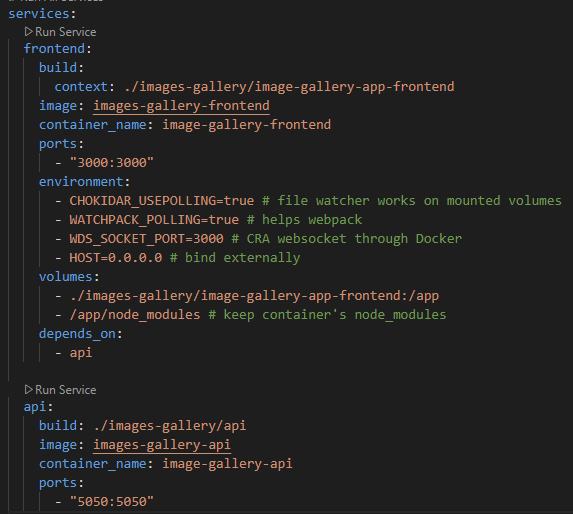 services:
Run Service
frontend:
build:
context: ./images-gallery/image-gallery-app-frontend
image: images-gallery-frontend
container_name: image-gallery-frontend
ports:
- "3000:3000"
environment:
- CHOKIDAR_USEPOLLING=true # file watcher works on mounted volumes
- WATCHPACK_POLLING=true # helps webpack
- WDS_SOCKET_PORT=3000 # CRA websocket through Docker
- HOST=0.0.0.0 # bind externally
volumes:
- ./images-gallery/image-gallery-app-frontend:/app
- /app/node_modules # keep container's node_modules
depends_on:
- api
Run Service
api:
build: ./images-gallery/api
image: images-gallery-api
container_name: image-gallery-api
ports:
- "5050:5050"